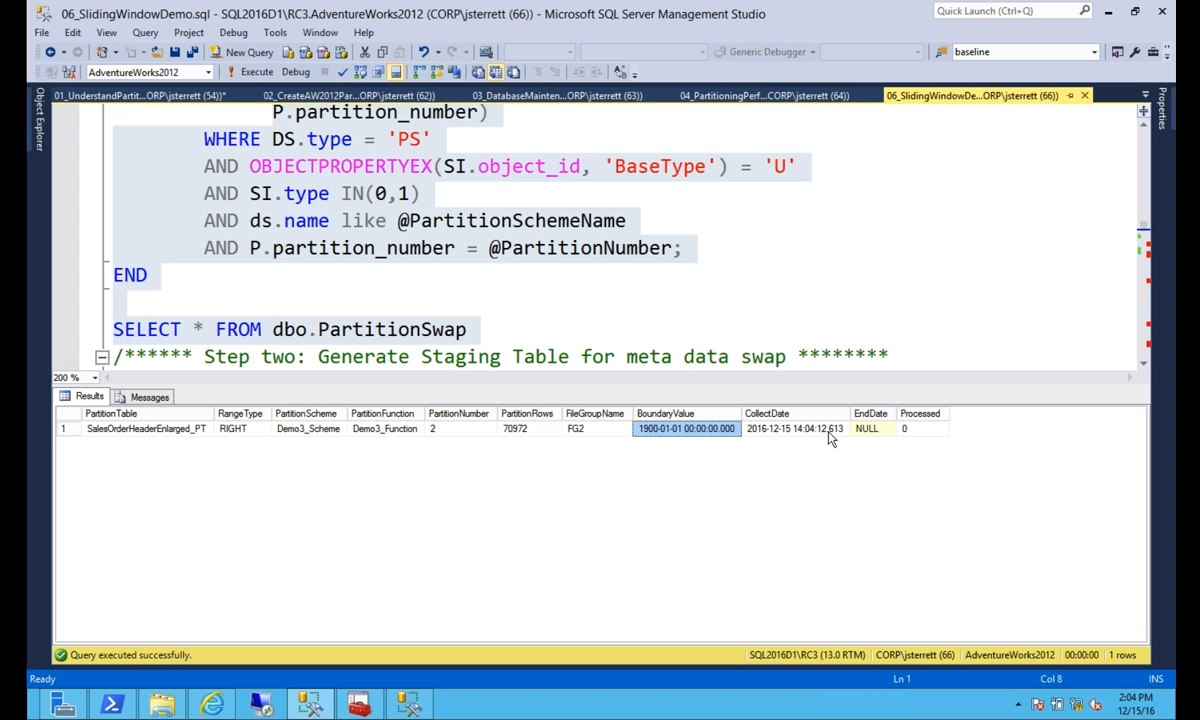 06_SlidingWindowDemo.sql - SQL2016D1\RC3.AdventureWorks2012 (CORP\jsterrett (66)) - Microsoft SQL Server Management Studio
Quick Launch (Ctrl+Q)
File Edit View Query Project Debug Tools Window Help
New Query Generic Debugger baseline
AdventureWorks2012 Execute Debug
01_UnderstandPartit...ORP\jsterrett (54))* 02_CreateAW2012Par...ORP\jsterrett (62)) 03_DatabaseMainten...ORP\jsterrett (63)) 04_PartitioningPerf...CORP\jsterrett (64)) 06_SlidingWindowDe...ORP\jsterrett (66))
Object Explorer
Properties
P.partition_number)
WHERE DS.type = 'PS'
AND OBJECTPROPERTYEX(SI.object_id, 'BaseType') = 'U'
AND SI.type IN(0,1)
AND ds.name like @PartitionSchemeName
AND P.partition_number = @PartitionNumber;
END
SELECT * FROM dbo.PartitionSwap
/****** Step two: Generate Staging Table for meta data swap ********
200 %
Results Messages
PartitionTable RangeType PartitionScheme PartitionFunction PartitionNumber PartitionRows FileGroupName BoundaryValue CollectDate EndDate Processed
1 SalesOrderHeaderEnlarged_PT RIGHT Demo3_Scheme Demo3_Function 2 70972 FG2 1900-01-01 00:00:00.000 2016-12-15 14:04:12.613 NULL 0
Query executed successfully. SQL2016D1\RC3 (13.0 RTM) CORP\jsterrett (66) AdventureWorks2012 00:00:00 1 rows
Ready Ln 1 Col 8 INS
2:04 PM
12/15/16